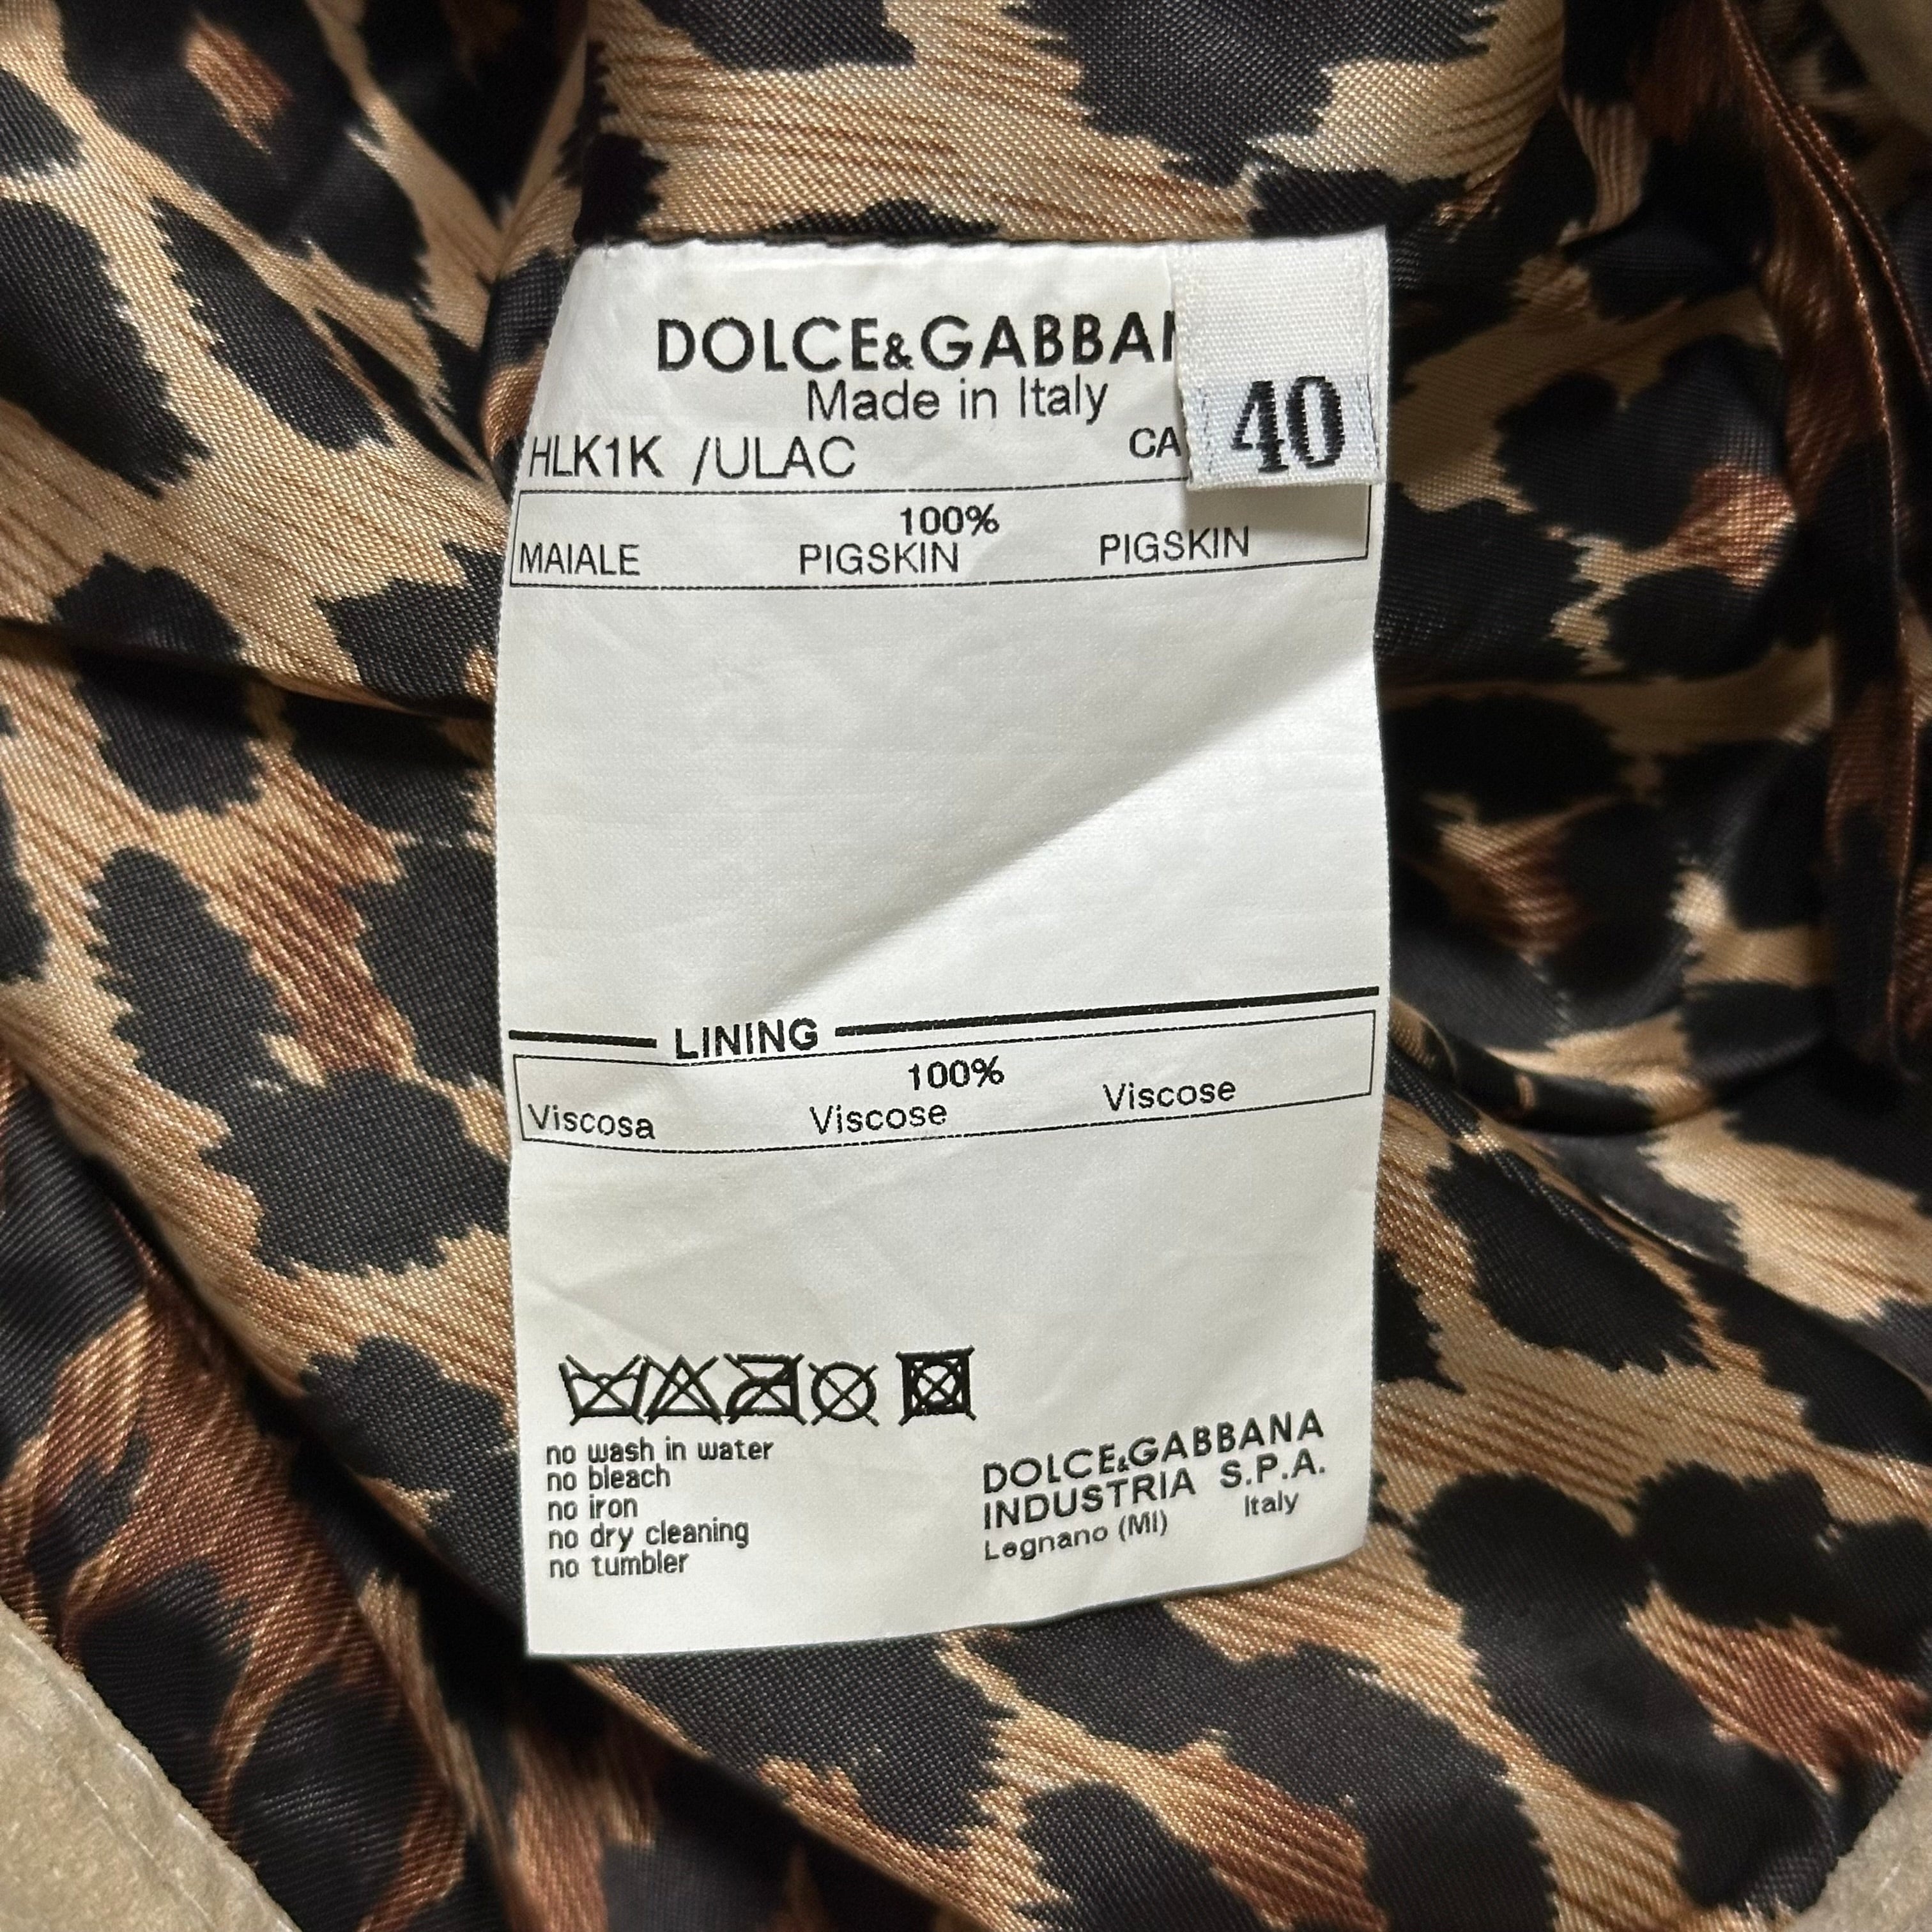 DOLCE&GABBAN
Made in Italy
40
HLK1K /ULAC CA
100%
MAIALE PIGSKIN PIGSKIN
LINING
100%
Viscosa Viscose Viscose
no wash in water
no bleach
no iron
no dry cleaning
no tumbler
DOLCE&GABBANA
INDUSTRIA S.P.A.
Legnano (MI) Italy